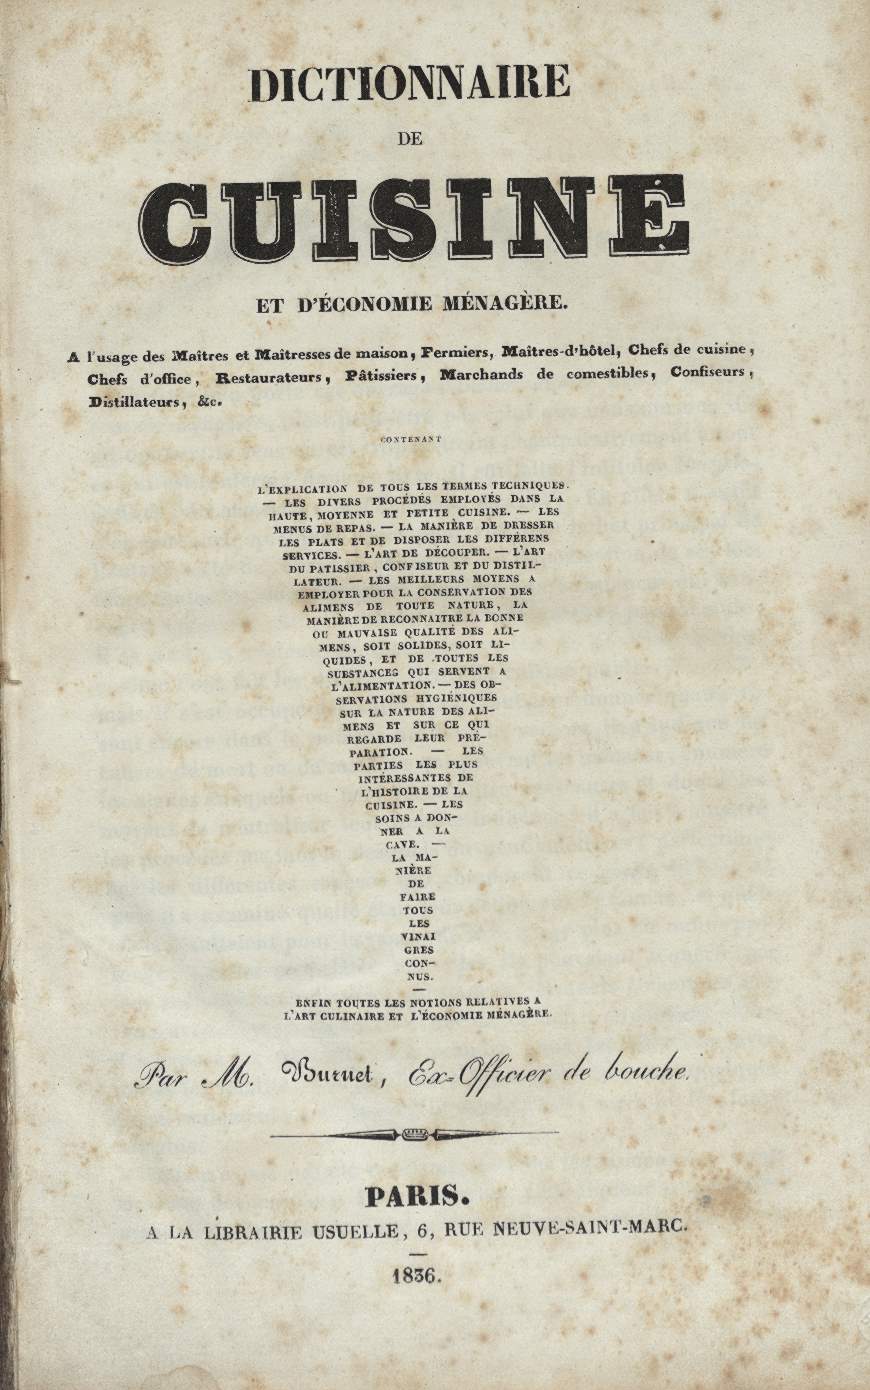 DICTIONNAIRE
DE
CUISINE
ET D'ÉCONOMIE MÉNAGÈRE.
A l'usage des Maîtres et Maîtresses de maison, Fermiers, Maîtres-d'hôtel, Chefs de cuisine,
Chefs d'office, Restaurateurs, Pâtissiers, Marchands de comestibles, Confiseurs,
Distillateurs, &c.
CONTENANT
L'EXPLICATION DE TOUS LES TERMES TECHNIQUES.
— LES DIVERS PROCÉDÉS EMPLOYÉS DANS LA
HAUTE, MOYENNE ET PETITE CUISINE. — LES
MENUS DE REPAS. — LA MANIÈRE DE DRESSER
LES PLATS ET DE DISPOSER LES DIFFÉRENS
SERVICES. — L'ART DE DÉCOUPER. — L'ART
DU PATISSIER, CONFISEUR ET DU DISTIL-
LATEUR. — LES MEILLEURS MOYENS A
EMPLOYER POUR LA CONSERVATION DES
ALIMENS DE TOUTE NATURE, LA
MANIÈRE DE RECONNAITRE LA BONNE
OU MAUVAISE QUALITÉ DES ALI-
MENS, SOIT SOLIDES, SOIT LI-
QUIDES, ET DE TOUTES LES
SUBSTANCES QUI SERVENT A
L'ALIMENTATION. — DES OB-
SERVATIONS HYGIÉNIQUES
SUR LA NATURE DES ALI-
MENS ET SUR CE QUI
REGARDE LEUR PRÉ-
PARATION. — LES
PARTIES LES PLUS
INTÉRESSANTES DE
L'HISTOIRE DE LA
CUISINE. — LES
SOINS A DON-
NER A LA
CAVE. —
LA MA-
NIÈRE
DE
FAIRE
TOUS
LES
VINAI
GRES
CON-
NUS.
—
ENFIN TOUTES LES NOTIONS RELATIVES A
L'ART CULINAIRE ET L'ÉCONOMIE MÉNAGÈRE.
Par M. Burnet, Ex-Officier de bouche.
PARIS.
A LA LIBRAIRIE USUELLE, 6, RUE NEUVE-SAINT-MARC.
—
1836.